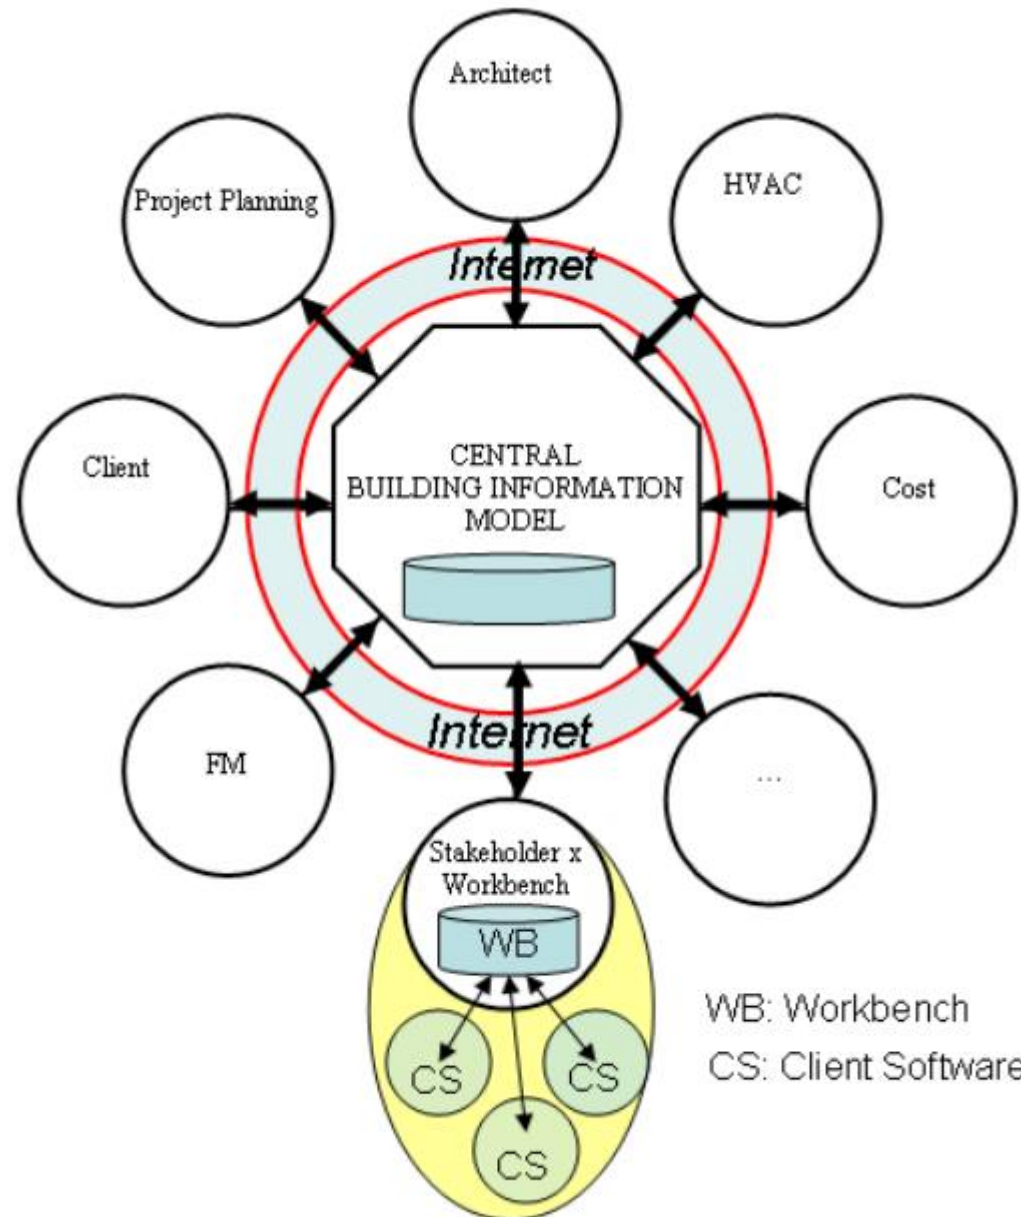 Architect
HVAC
Project Planning
Internet
CENTRAL
BUILDING INFORMATION
MODEL
Client
Cost
Internet
FM
...
Stakeholder x
Workbench
WB
CS
CS
CS
WB: Workbench
CS: Client Software